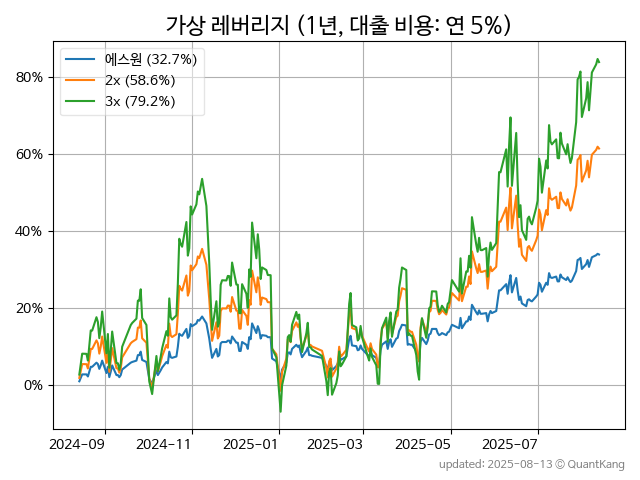 가상 레버리지 (1년, 대출 비용: 연 5%)
에스원 (32.7%)
2x (58.6%)
3x (79.2%)
80%
60%
40%
20%
0%
2024-09 2024-11 2025-01 2025-03 2025-05 2025-07
updated: 2025-08-13 © QuantKang